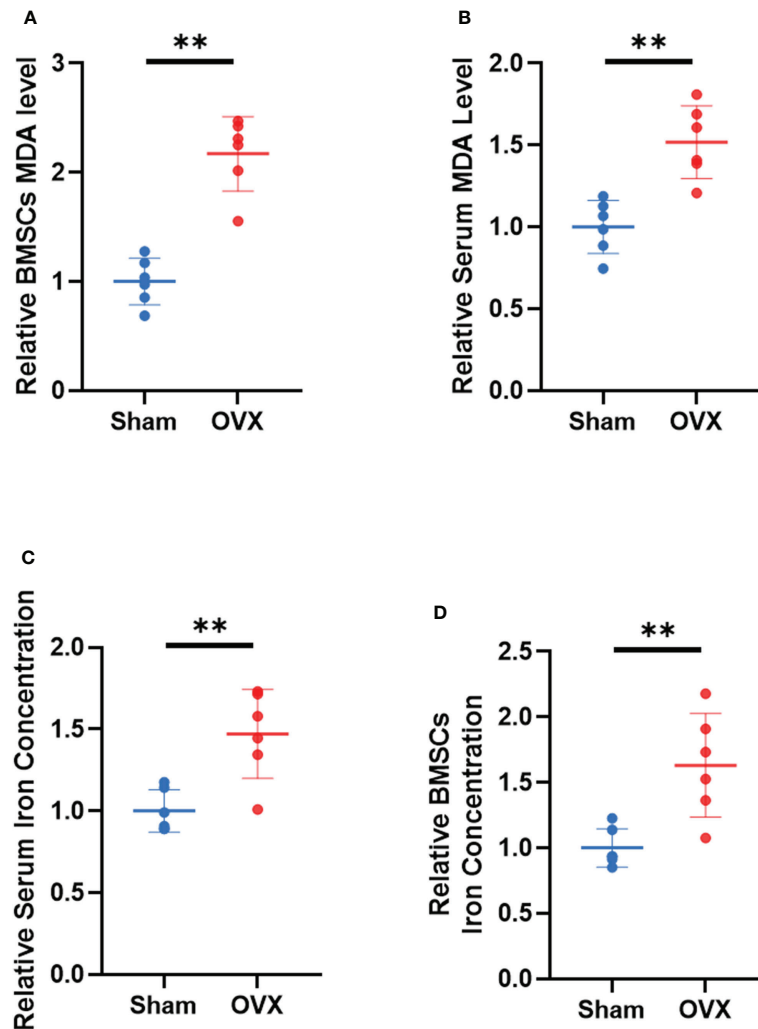 A
**
Relative BMSCs MDA level
3
2
1
0
Sham OVX
B
**
Relative Serum MDA Level
2.0
1.5
1.0
0.5
0.0
Sham OVX
C
**
Relative Serum Iron Concentration
2.0
1.5
1.0
0.5
0.0
Sham OVX
D
**
Relative BMSCs
Iron Concentration
2.5
2.0
1.5
1.0
0.5
0.0
Sham OVX